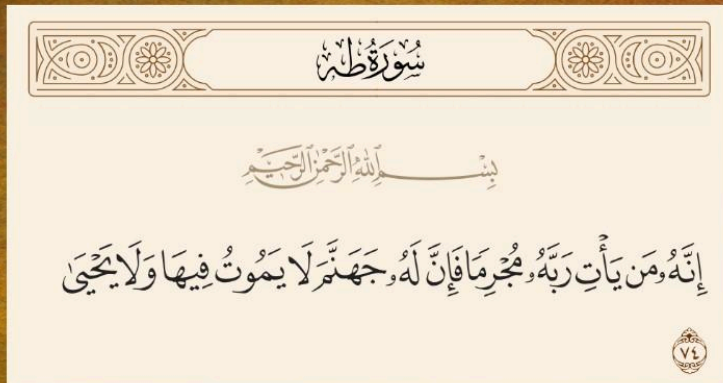 سُورَةُ طه
بِسْمِ ٱللَّهِ ٱلرَّحْمَٰنِ ٱلرَّحِيمِ
إِنَّهُۥ مَن يَأْتِ رَبَّهُۥ مُجْرِمًا فَإِنَّ لَهُۥ جَهَنَّمَ لَا يَمُوتُ فِيهَا وَلَا يَحْيَىٰ
٧٤